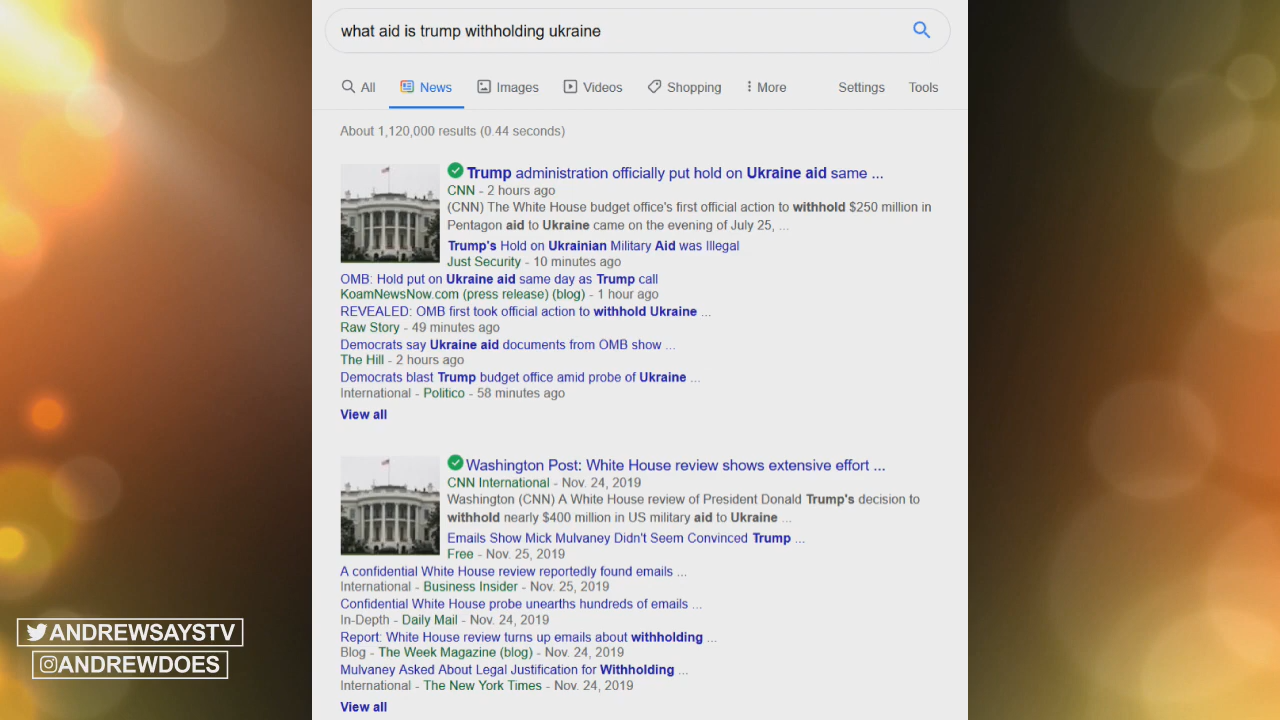 what aid is trump withholding ukraine
All News Images Videos Shopping More Settings Tools
About 1,120,000 results (0.44 seconds)
Trump administration officially put hold on Ukraine aid same ...
CNN - 2 hours ago
(CNN) The White House budget office's first official action to withhold $250 million in
Pentagon aid to Ukraine came on the evening of July 25, ...
Trump's Hold on Ukrainian Military Aid was Illegal
Just Security - 10 minutes ago
OMB: Hold put on Ukraine aid same day as Trump call
KoamNewsNow.com (press release) (blog) - 1 hour ago
REVEALED: OMB first took official action to withhold Ukraine ...
Raw Story - 49 minutes ago
Democrats say Ukraine aid documents from OMB show ...
The Hill - 2 hours ago
Democrats blast Trump budget office amid probe of Ukraine ...
International - Politico - 58 minutes ago
View all
Washington Post: White House review shows extensive effort ...
CNN International - Nov. 24, 2019
Washington (CNN) A White House review of President Donald Trump's decision to
withhold nearly $400 million in US military aid to Ukraine ...
Emails Show Mick Mulvaney Didn't Seem Convinced Trump ...
Free - Nov. 25, 2019
A confidential White House review reportedly found emails ...
International - Business Insider - Nov. 25, 2019
Confidential White House probe unearths hundreds of emails ...
In-Depth - Daily Mail - Nov. 24, 2019
Report: White House review turns up emails about withholding ...
Blog - The Week Magazine (blog) - Nov. 24, 2019
Mulvaney Asked About Legal Justification for Withholding ...
International - The New York Times - Nov. 24, 2019
View all
@ANDREWSAYSTV
@ANDREWDOES